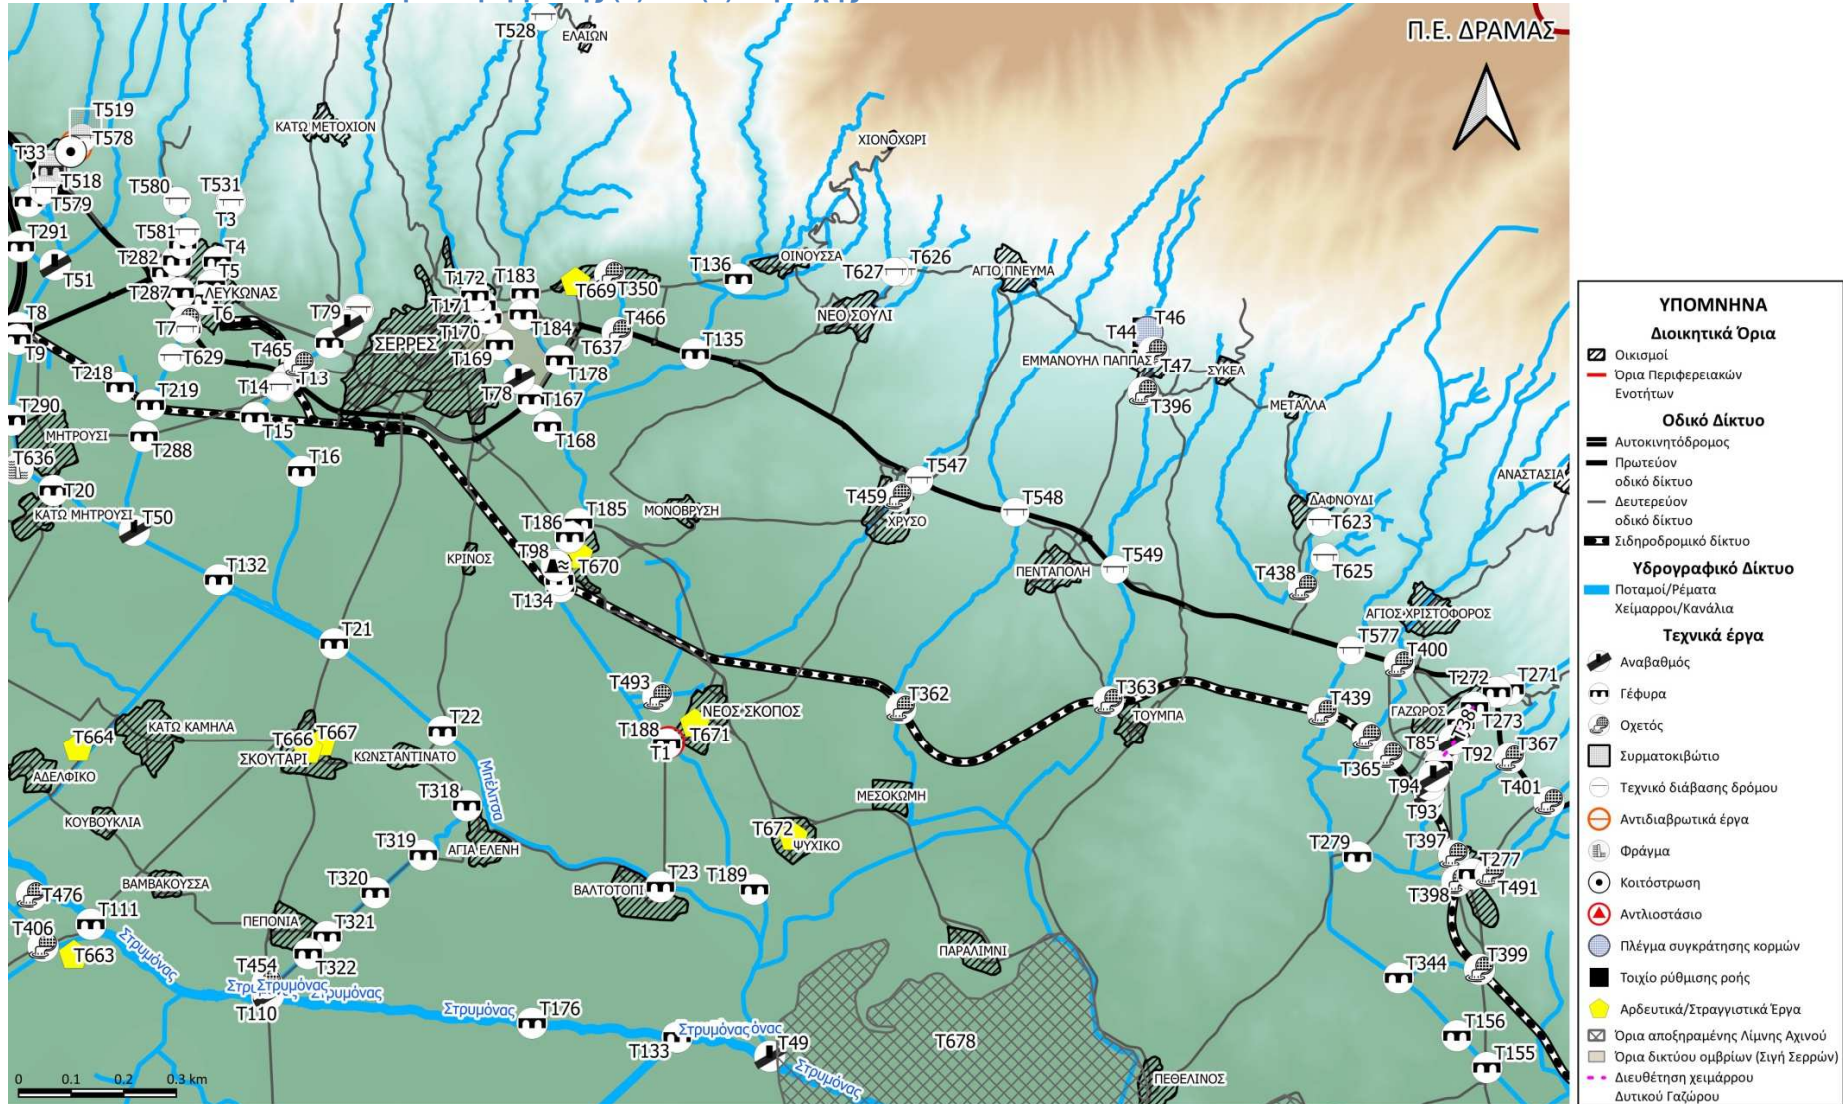 T528
ΕΛΑΙΩΝ
Π.Ε. ΔΡΑΜΑΣ
T519
T578
ΚΑΤΩ ΜΕΤΟΧΙΟΝ
ΧΙΟΝΟΧΩΡΙ
T33
T518
T579
T580
T531
T3
T291
T581
T4
T282
T5
T51
T287
ΛΕΥΚΩΝΑΣ
T6
T172
T183
T669
T350
T136
ΟΙΝΟΥΣΣΑ
T627
T626
ΑΓΙΟ ΠΝΕΥΜΑ
T8
T9
T79
T171
T170
T169
ΣΕΡΡΕΣ
T184
T466
T637
T178
T135
ΝΕΟ ΣΟΥΛΙ
T44
T46
ΕΜΜΑΝΟΥΗΛ ΠΑΠΠΑΣ
T47
ΣΥΚΕΑ
T396
ΜΕΤΑΛΛΑ
T629
T465
T218
T219
T14
T13
T78
T167
T168
T290
ΜΗΤΡΟΥΣΙ
T288
T15
T16
T636
T20
ΚΑΤΩ ΜΗΤΡΟΥΣΙ
T50
T547
T459
ΧΡΥΣΟ
T548
ΑΝΑΣΤΑΣΙΑ
ΔΑΦΝΟΥΔΙ
T623
T185
T186
ΜΟΝΟΒΡΥΣΗ
T98
T670
T134
ΚΡΙΝΟΣ
T132
ΠΕΝΤΑΠΟΛΗ
T549
T438
T625
ΑΓΙΟΣ ΧΡΙΣΤΟΦΟΡΟΣ
T21
T577
T400
T493
T362
T363
T439
T272
T271
T664
ΚΑΤΩ ΚΑΜΗΛΑ
T22
T188
T1
ΝΕΟΣ ΣΚΟΠΟΣ
T671
ΤΟΥΜΠΑ
ΓΑΖΩΡΟΣ
T273
T85
T92
T367
T365
T94
T93
T401
T666
T667
ΣΚΟΥΤΑΡΙ
ΚΩΝΣΤΑΝΤΙΝΑΤΟ
ΑΔΕΛΦΙΚΟ
Μπέλιτσα
T318
ΜΕΣΟΚΩΜΗ
ΚΟΥΒΟΥΚΛΙΑ
T319
ΑΓΙΑ ΕΛΕΝΗ
T672
ΨΥΧΙΚΟ
T279
T397
T277
T491
T398
ΒΑΜΒΑΚΟΥΣΣΑ
T320
ΒΑΛΤΟΤΟΠΙ
T23
T189
T476
T111
T406
T663
Στρυμόνας
ΠΕΠΟΝΙΑ
T321
T322
ΠΑΡΑΛΙΜΝΙ
T344
T399
T454
Στρυμόνας
Στρυμόνας
T110
Στρυμόνας
T176
T133
Στρυμόνας
όνας
T49
Στρυμόνας
T678
T156
T155
ΠΕΘΕΛΙΝΟΣ
0 0.1 0.2 0.3 km
ΥΠΟΜΝΗΝΑ
Διοικητικά Όρια
Οικισμοί
Όρια Περιφερειακών
Ενοτήτων
Οδικό Δίκτυο
Αυτοκινητόδρομος
Πρωτεύον
οδικό δίκτυο
Δευτερεύον
οδικό δίκτυο
Σιδηροδρομικό δίκτυο
Υδρογραφικό Δίκτυο
Ποταμοί/Ρέματα
Χείμαρροι/Κανάλια
Τεχνικά έργα
Αναβαθμός
Γέφυρα
Οχετός
Συρματοκιβώτιο
Τεχνικό διάβασης δρόμου
Αντιδιαβρωτικά έργα
Φράγμα
Κοιτόστρωση
Αντλιοστάσιο
Πλέγμα συγκράτησης κορμών
Τοιχίο ρύθμισης ροής
Αρδευτικά/Στραγγιστικά Έργα
Όρια αποξηραμένης Λίμνης Αχινού
Όρια δικτύου ομβρίων (Σιγή Σερρών)
Διευθέτηση χειμάρρου
Δυτικού Γαζώρου